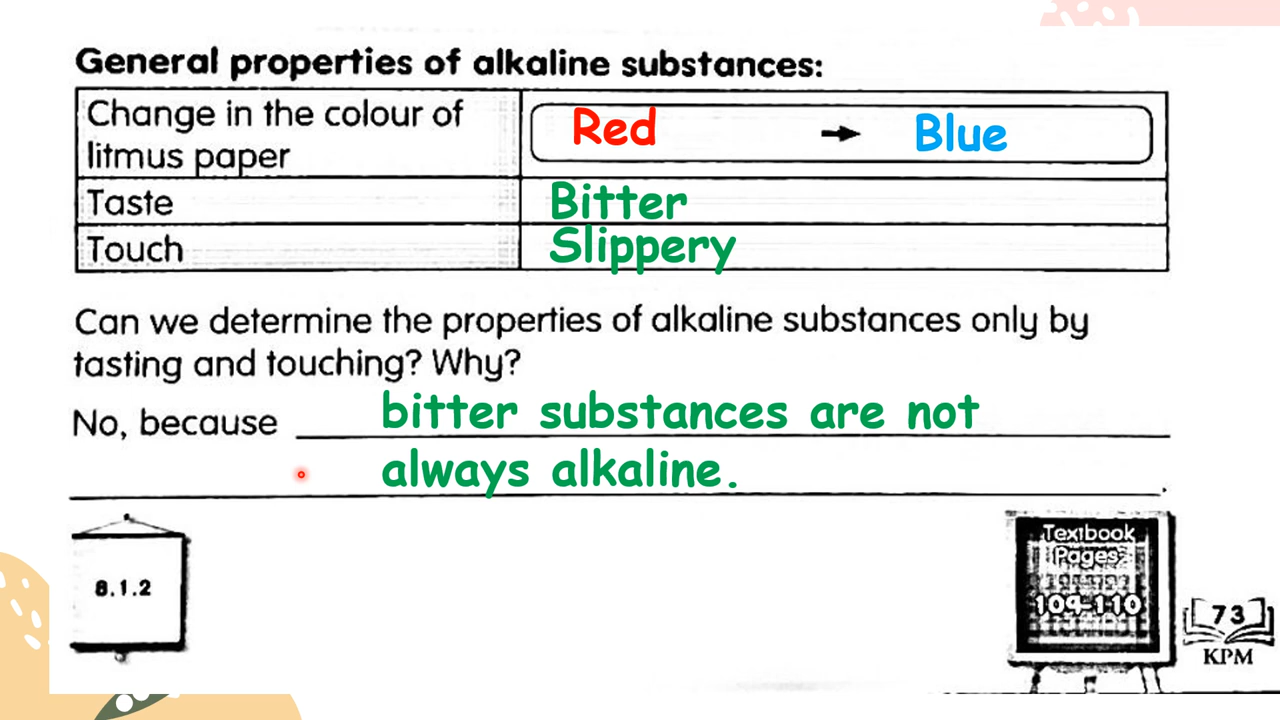 General properties of alkaline substances:
Change in the colour of
litmus paper
Red → Blue
Taste
Bitter
Touch
Slippery
Can we determine the properties of alkaline substances only by
tasting and touching? Why?
No, because bitter substances are not
always alkaline.
8.1.2
Textbook
Pages
109-110
73
KPM